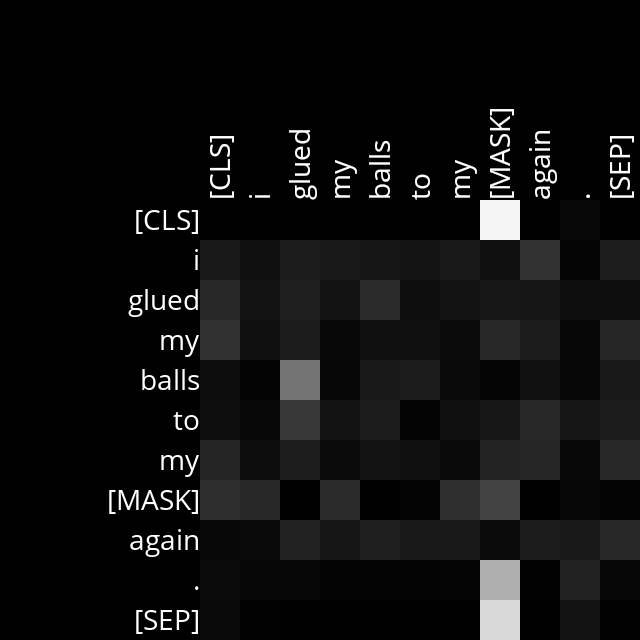 [CLS] i glued my balls to my [MASK] again . [SEP]
[CLS]
i
glued
my
balls
to
my
[MASK]
again
.
[SEP]